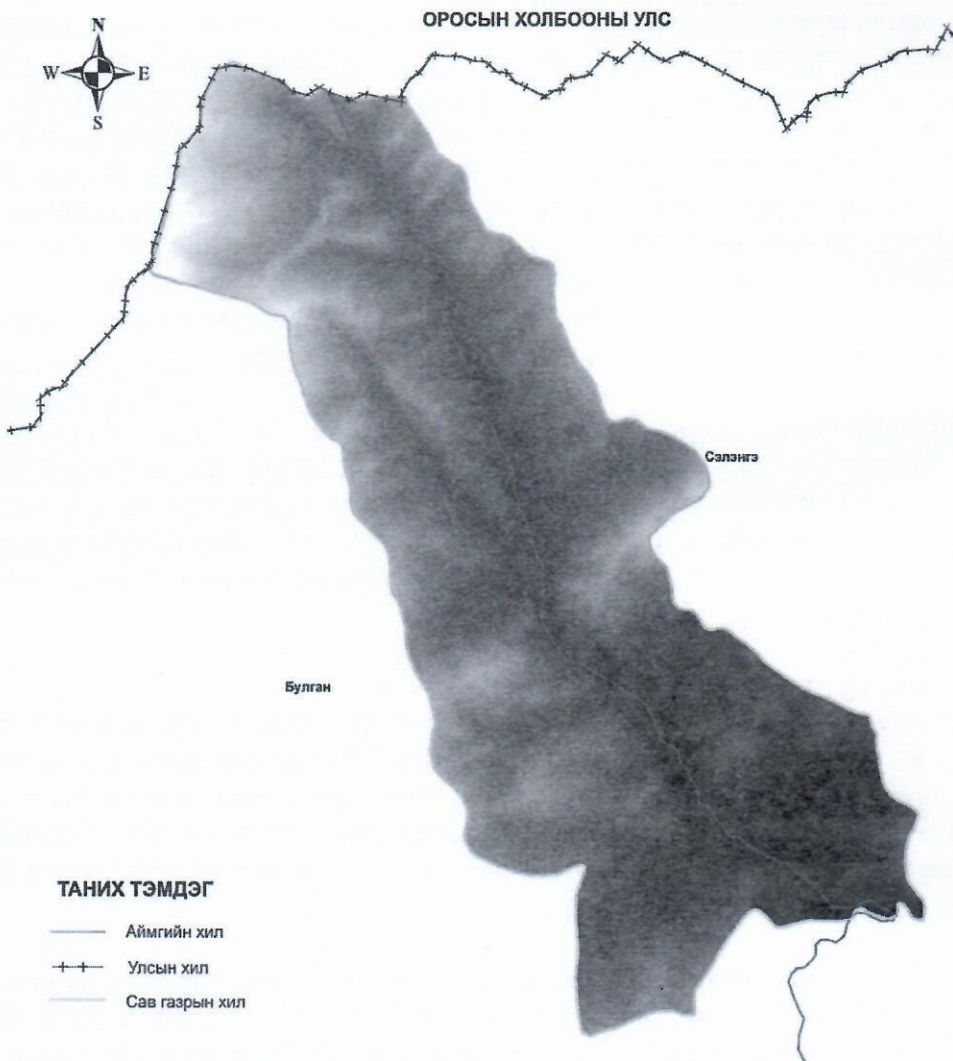 ОРОСЫН ХОЛБООНЫ УЛС
N
W E
S
Сэлэнгэ
Булган
ТАНИХ ТЭМДЭГ
Аймгийн хил
Улсын хил
Сав газрын хил